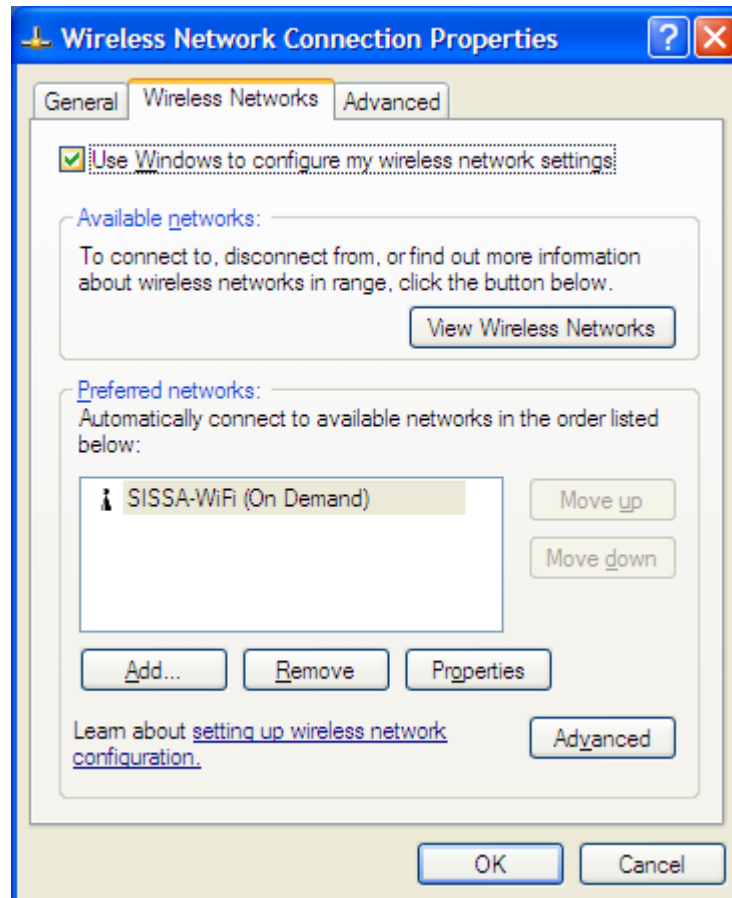 Wireless Network Connection Properties
General Wireless Networks Advanced
Use Windows to configure my wireless network settings
Available networks:
To connect to, disconnect from, or find out more information
about wireless networks in range, click the button below.
View Wireless Networks
Preferred networks:
Automatically connect to available networks in the order listed
below:
SISSA-WiFi (On Demand)
Move up
Move down
Add... Remove Properties
Learn about setting up wireless network
configuration.
Advanced
OK Cancel